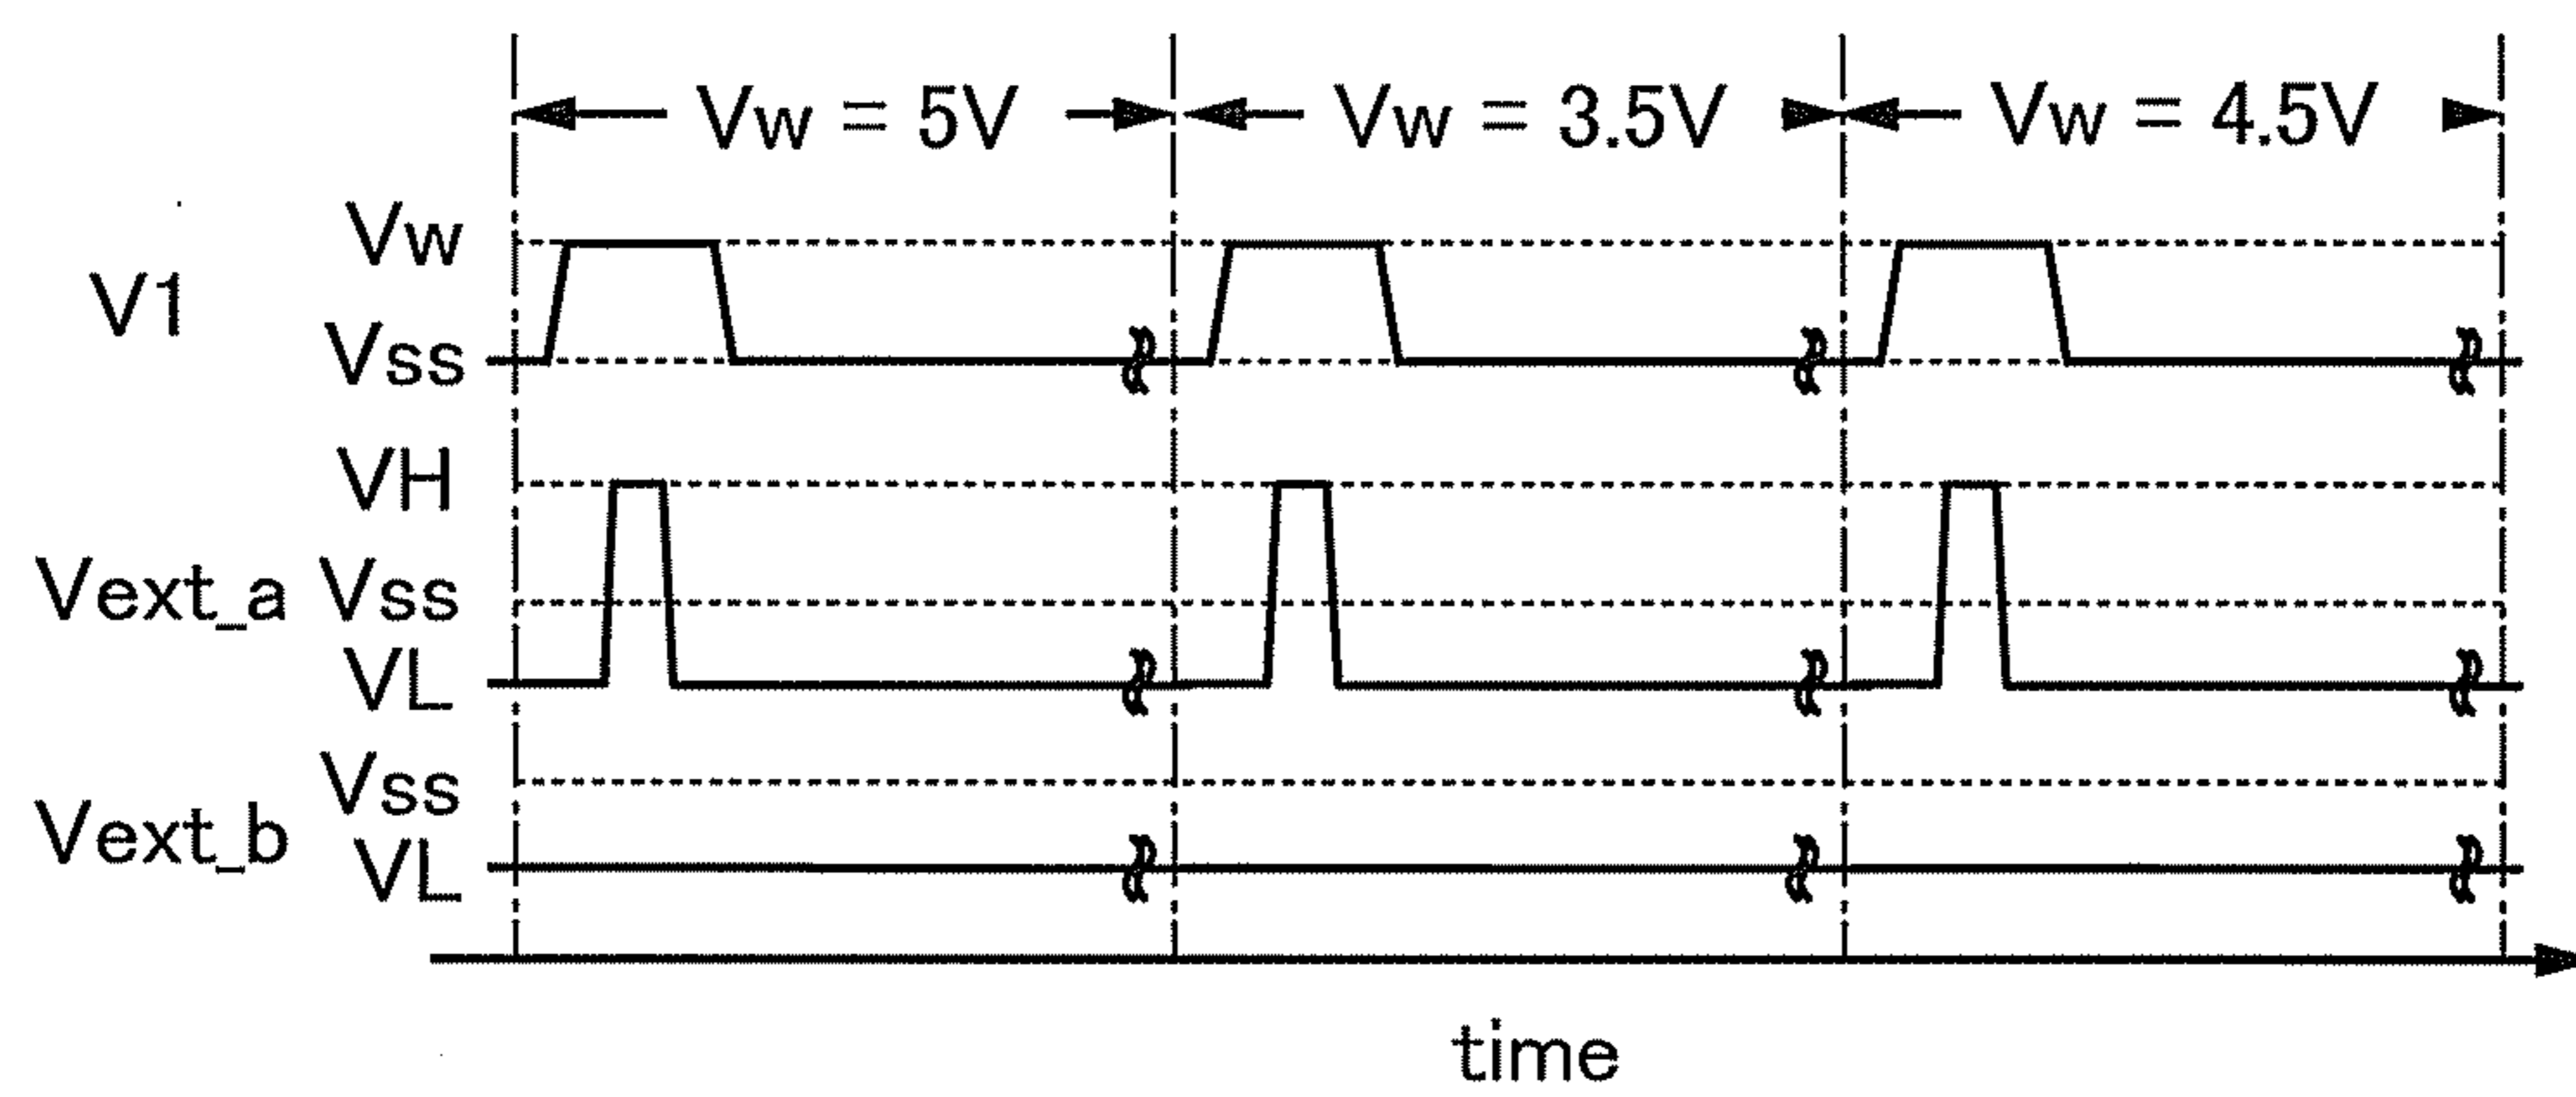 Vw = 5V Vw = 3.5V Vw = 4.5V
Vw
V1
Vss
VH
Vext_a Vss
VL
Vss
Vext_b
VL
time